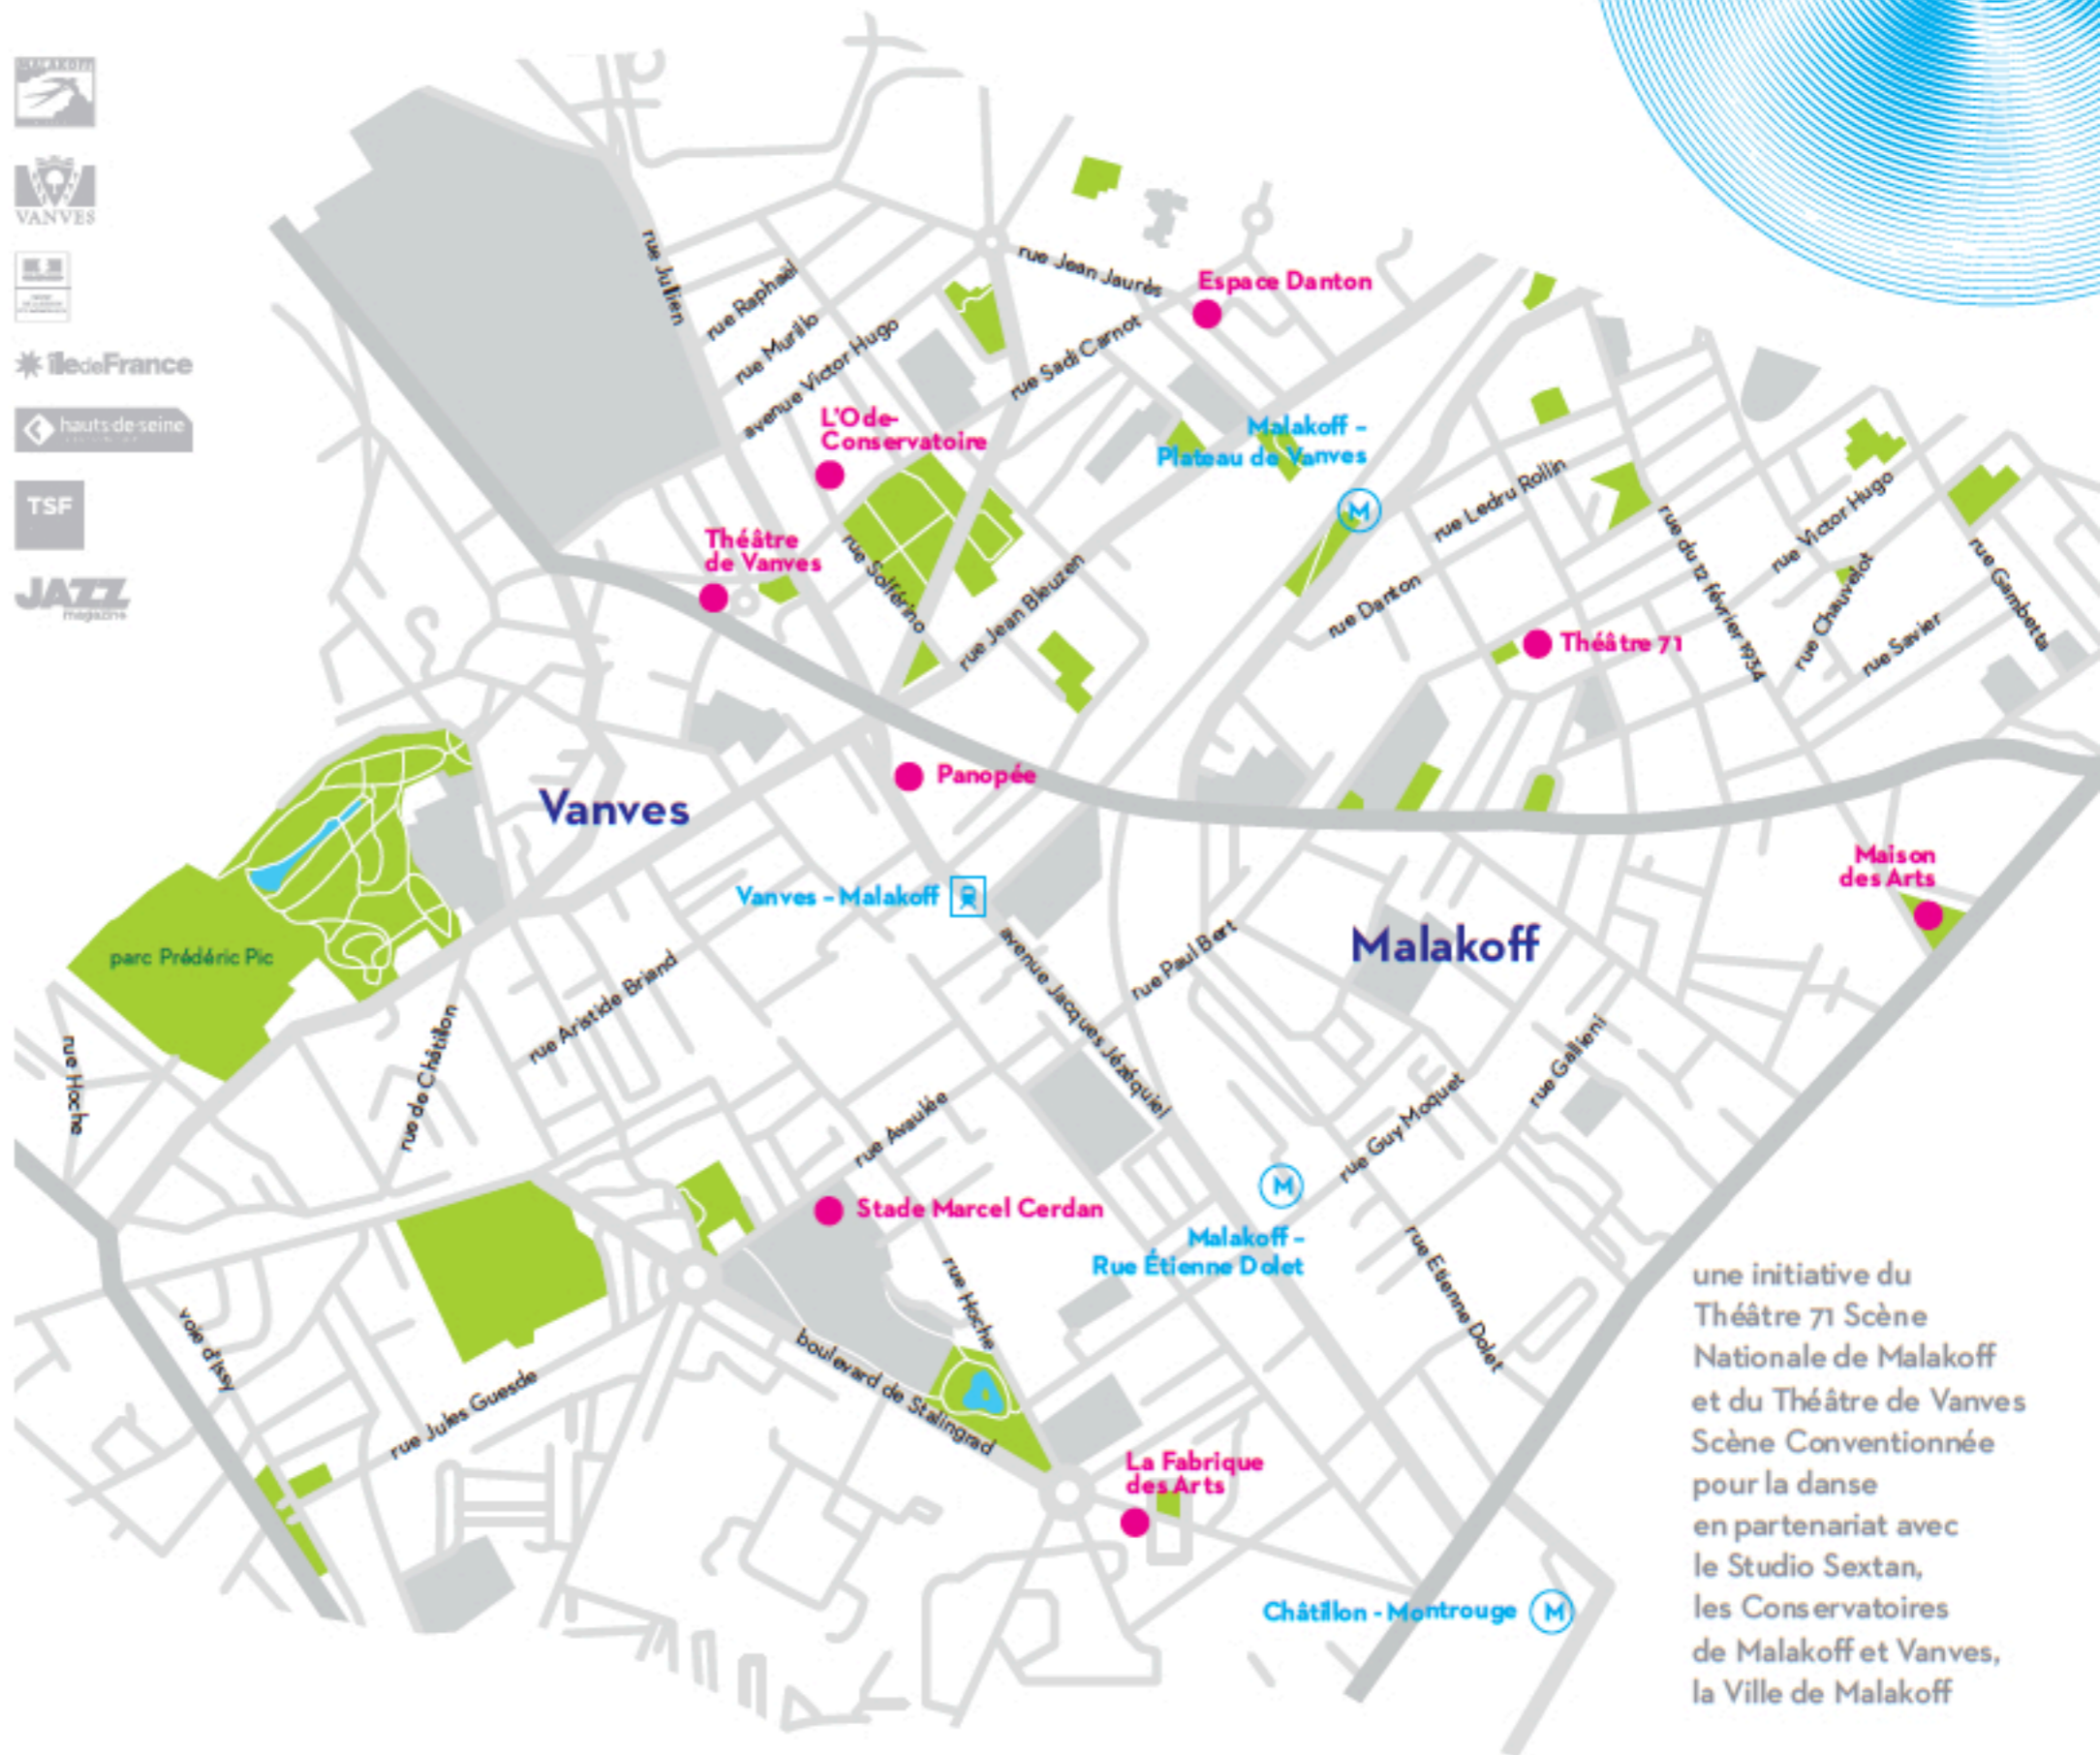 MALAKOFF
VANVES
îledeFrance
hauts-de-seine
TSF
JAZZ
magazine
rue Jullien
rue Raphaël
rue Murillo
avenue Victor Hugo
rue Jean Jaurès
rue Sadi Carnot
Espace Danton
L'Ode-
Conservatoire
Malakoff –
Plateau de Vanves
M
Théâtre
de Vanves
rue Solférino
rue Jean Bleuzen
rue Ledru Rollin
rue Danton
rue du 12 février 1934
rue Victor Hugo
rue Chauvelot
rue Savier
rue Gambetta
Théâtre 71
Panopée
Vanves
Vanves – Malakoff
Malakoff
Maison
des Arts
parc Prédéric Pic
rue Hoche
rue de Châtillon
rue Aristide Briand
avenue Jacques Jézéquiel
rue Paul Bert
rue Avaulée
rue Guy Moquet
rue Gallieni
Stade Marcel Cerdan
M
Malakoff –
Rue Étienne Dolet
rue Etienne Dolet
rue Hoche
boulevard de Stalingrad
voie d'Issy
rue Jules Guesde
La Fabrique
des Arts
Châtillon - Montrouge
M
une initiative du
Théâtre 71 Scène
Nationale de Malakoff
et du Théâtre de Vanves
Scène Conventionnée
pour la danse
en partenariat avec
le Studio Sextan,
les Conservatoires
de Malakoff et Vanves,
la Ville de Malakoff